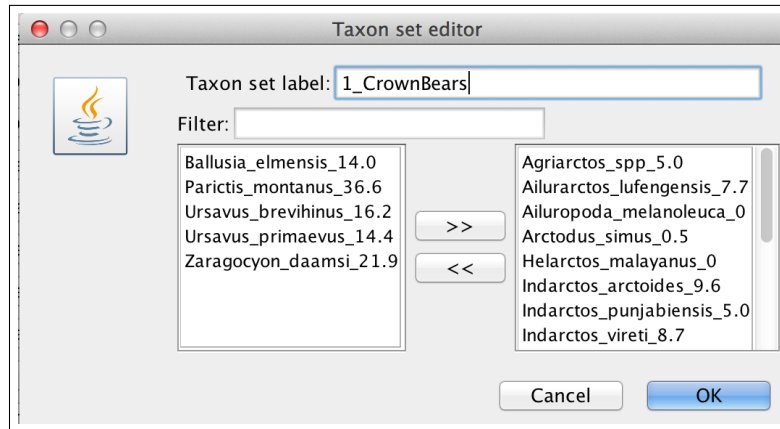 Taxon set editor
Taxon set label: 1_CrownBears
Filter:
Ballusia_elmensis_14.0
Parictis_montanus_36.6
Ursavus_brevihinus_16.2
Ursavus_primaevus_14.4
Zaragocyon_daamsi_21.9
>>
<<
Agriarctos_spp_5.0
Ailurarctos_lufengensis_7.7
Ailuropoda_melanoleuca_0
Arctodus_simus_0.5
Helarctos_malayanus_0
Indarctos_arctoides_9.6
Indarctos_punjabiensis_5.0
Indarctos_vireti_8.7
Cancel
OK